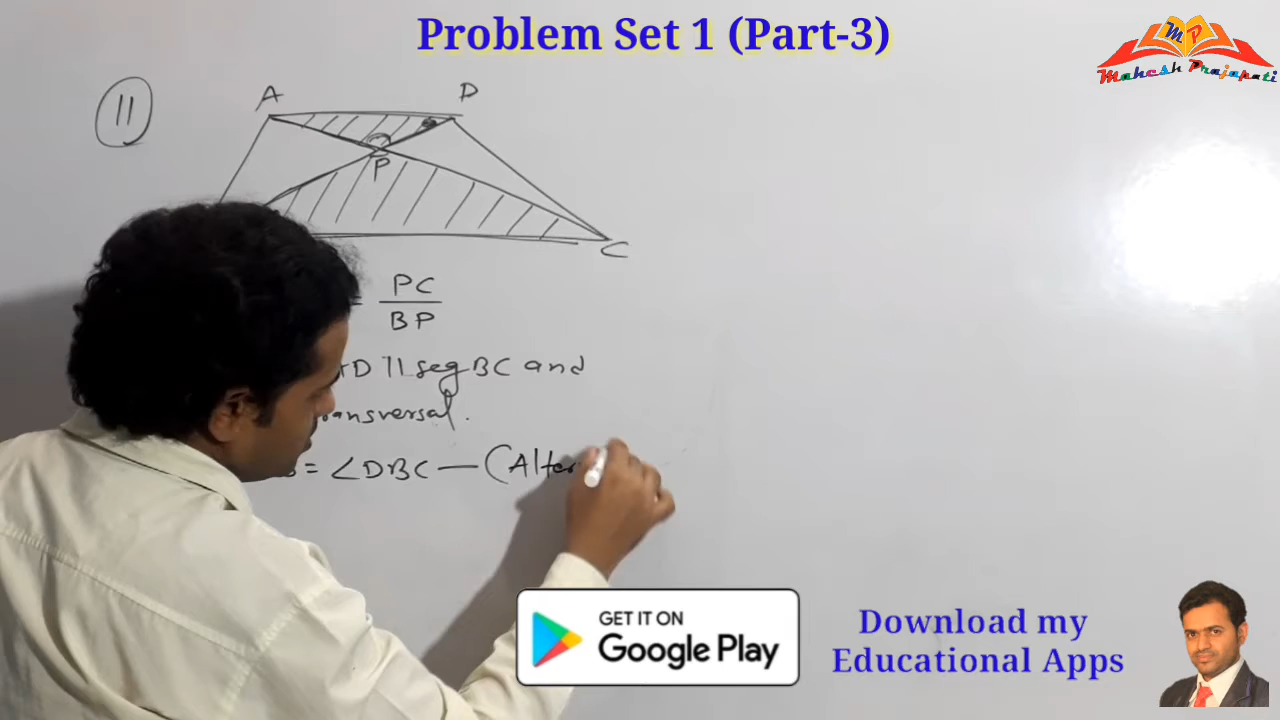 Problem Set 1 (Part-3)
MP
Mahesh Prajapati
11
A
D
P
C
PC
BP
D || seg BC and
ansversal.
= ∠DBC — (Alter
GET IT ON
Google Play
Download my
Educational Apps